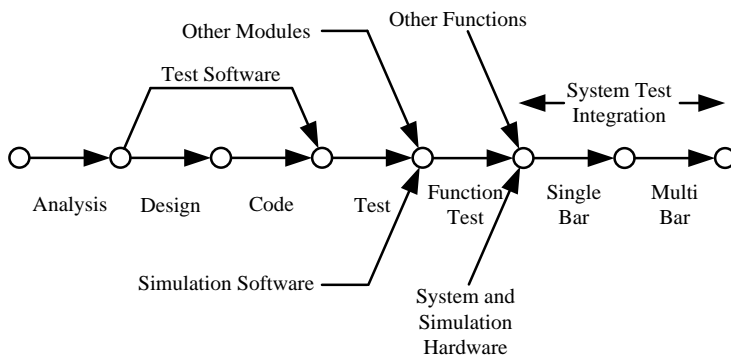 Other Functions
Other Modules
Test Software
System Test
Integration
Analysis
Design
Code
Test
Function
Test
Single
Bar
Multi
Bar
Simulation Software
System and
Simulation
Hardware